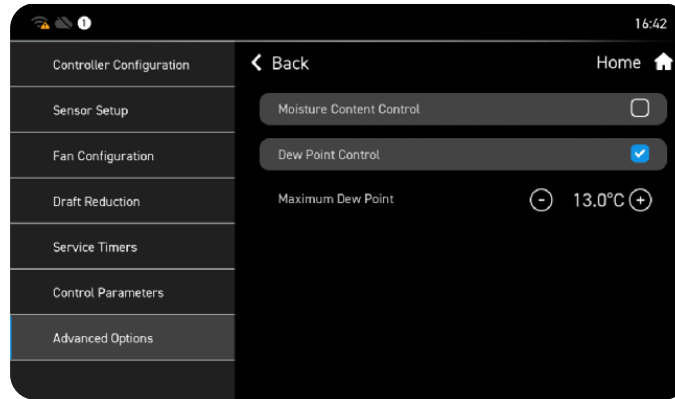 1 16:42
Controller Configuration
Sensor Setup
Fan Configuration
Draft Reduction
Service Timers
Control Parameters
Advanced Options
Back Home
Moisture Content Control
Dew Point Control
Maximum Dew Point - 13.0°C +